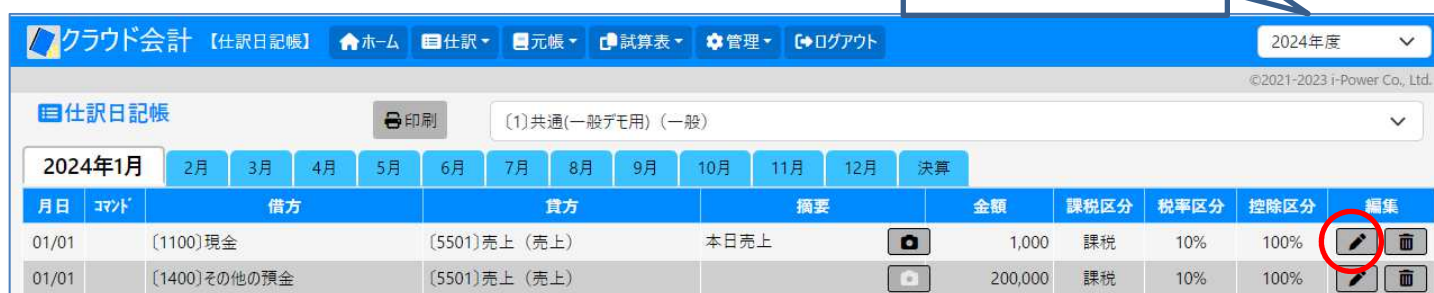 クラウド会計 【仕訳日記帳】 ホーム 仕訳 元帳 試算表 管理 ログアウト 2024年度
©2021-2023 i-Power Co., Ltd.
仕訳日記帳 印刷 〔1〕共通(一般デモ用)（一般）
2024年1月 2月 3月 4月 5月 6月 7月 8月 9月 10月 11月 12月 決算
月日 ｺﾏﾝﾄﾞ 借方 貸方 摘要 金額 課税区分 税率区分 控除区分 編集
01/01 〔1100〕現金 〔5501〕売上（売上） 本日売上 1,000 課税 10% 100%
01/01 〔1400〕その他の預金 〔5501〕売上（売上） 200,000 課税 10% 100%